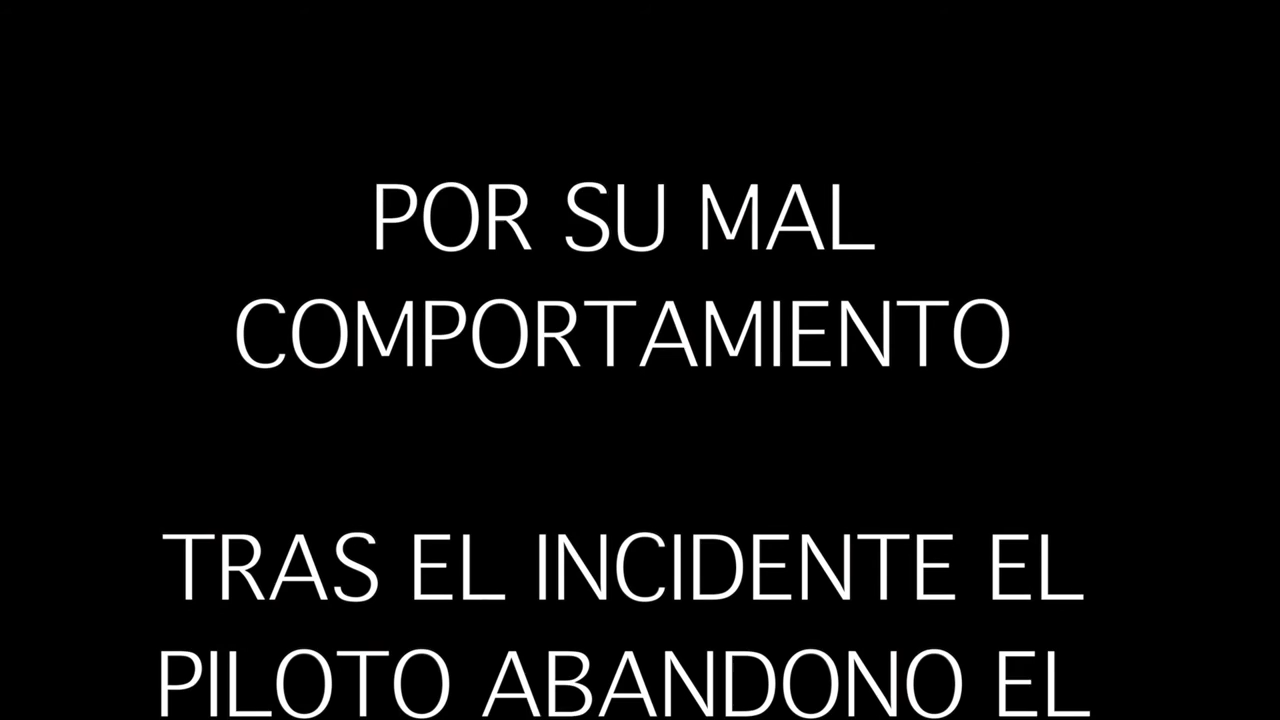 POR SU MAL
COMPORTAMIENTO
TRAS EL INCIDENTE EL
PILOTO ABANDONO EL